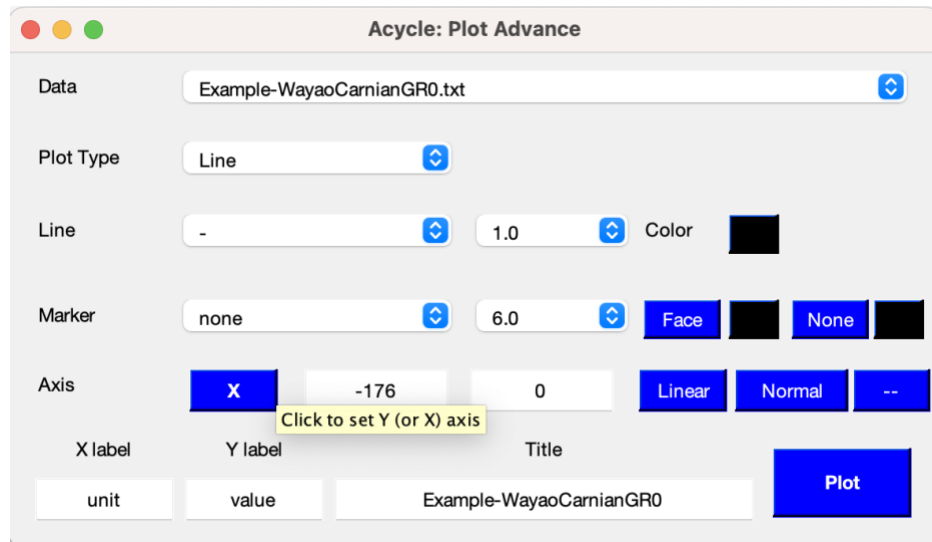 Acycle: Plot Advance
Data Example-WayaoCarnianGR0.txt
Plot Type Line
Line - 1.0 Color
Marker none 6.0 Face None
Axis X -176 0 Linear Normal --
Click to set Y (or X) axis
X label Y label Title
unit value Example-WayaoCarnianGR0 Plot